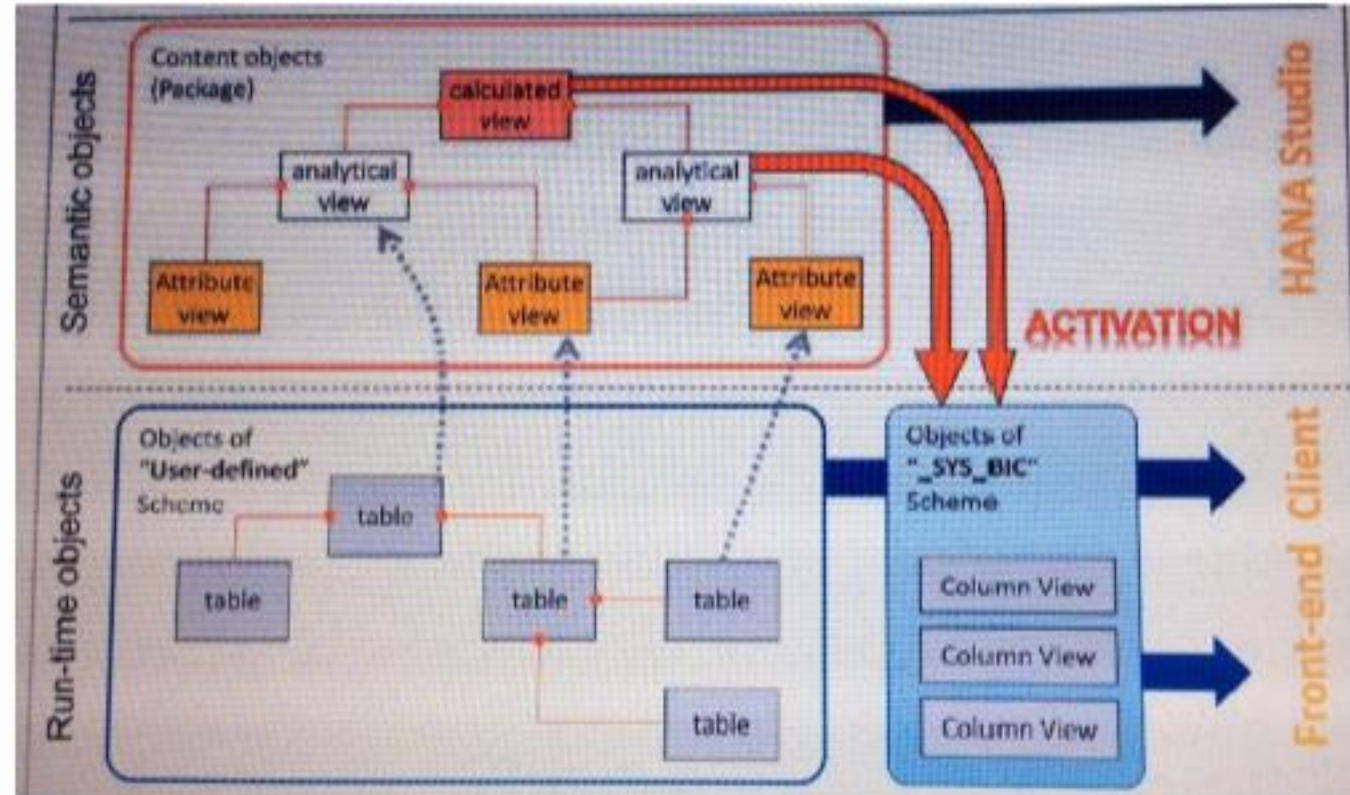 Semantic objects
Content objects
(Package)
calculated
view
analytical
view
analytical
view
Attribute
view
Attribute
view
Attribute
view
HANA Studio
ACTIVATION
Run-time objects
Objects of
"User-defined"
Scheme
table
table
table
table
table
Objects of
"_SYS_BIC"
Scheme
Column View
Column View
Column View
Front-end Client